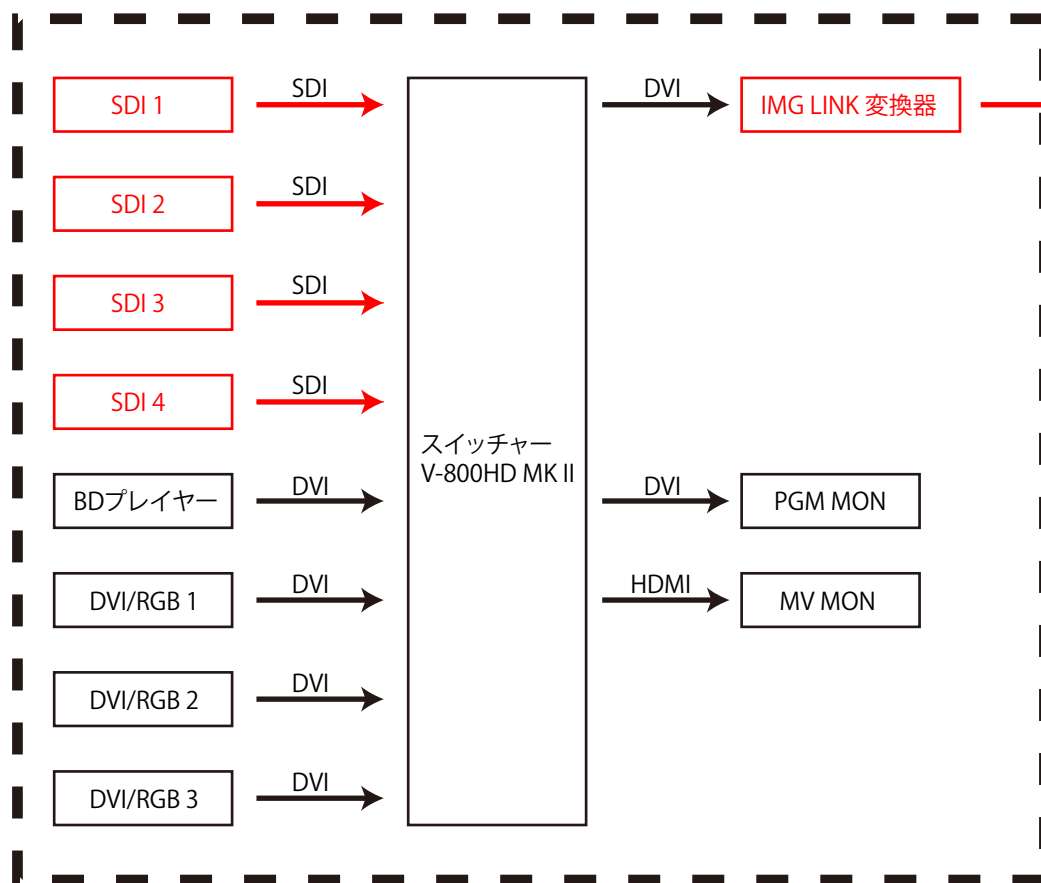 SDI 1
SDI
DVI
IMG LINK 変換器
SDI 2
SDI
SDI 3
SDI
SDI 4
SDI
スイッチャー
V-800HD MK II
BDプレイヤー
DVI
DVI
PGM MON
DVI/RGB 1
DVI
HDMI
MV MON
DVI/RGB 2
DVI
DVI/RGB 3
DVI